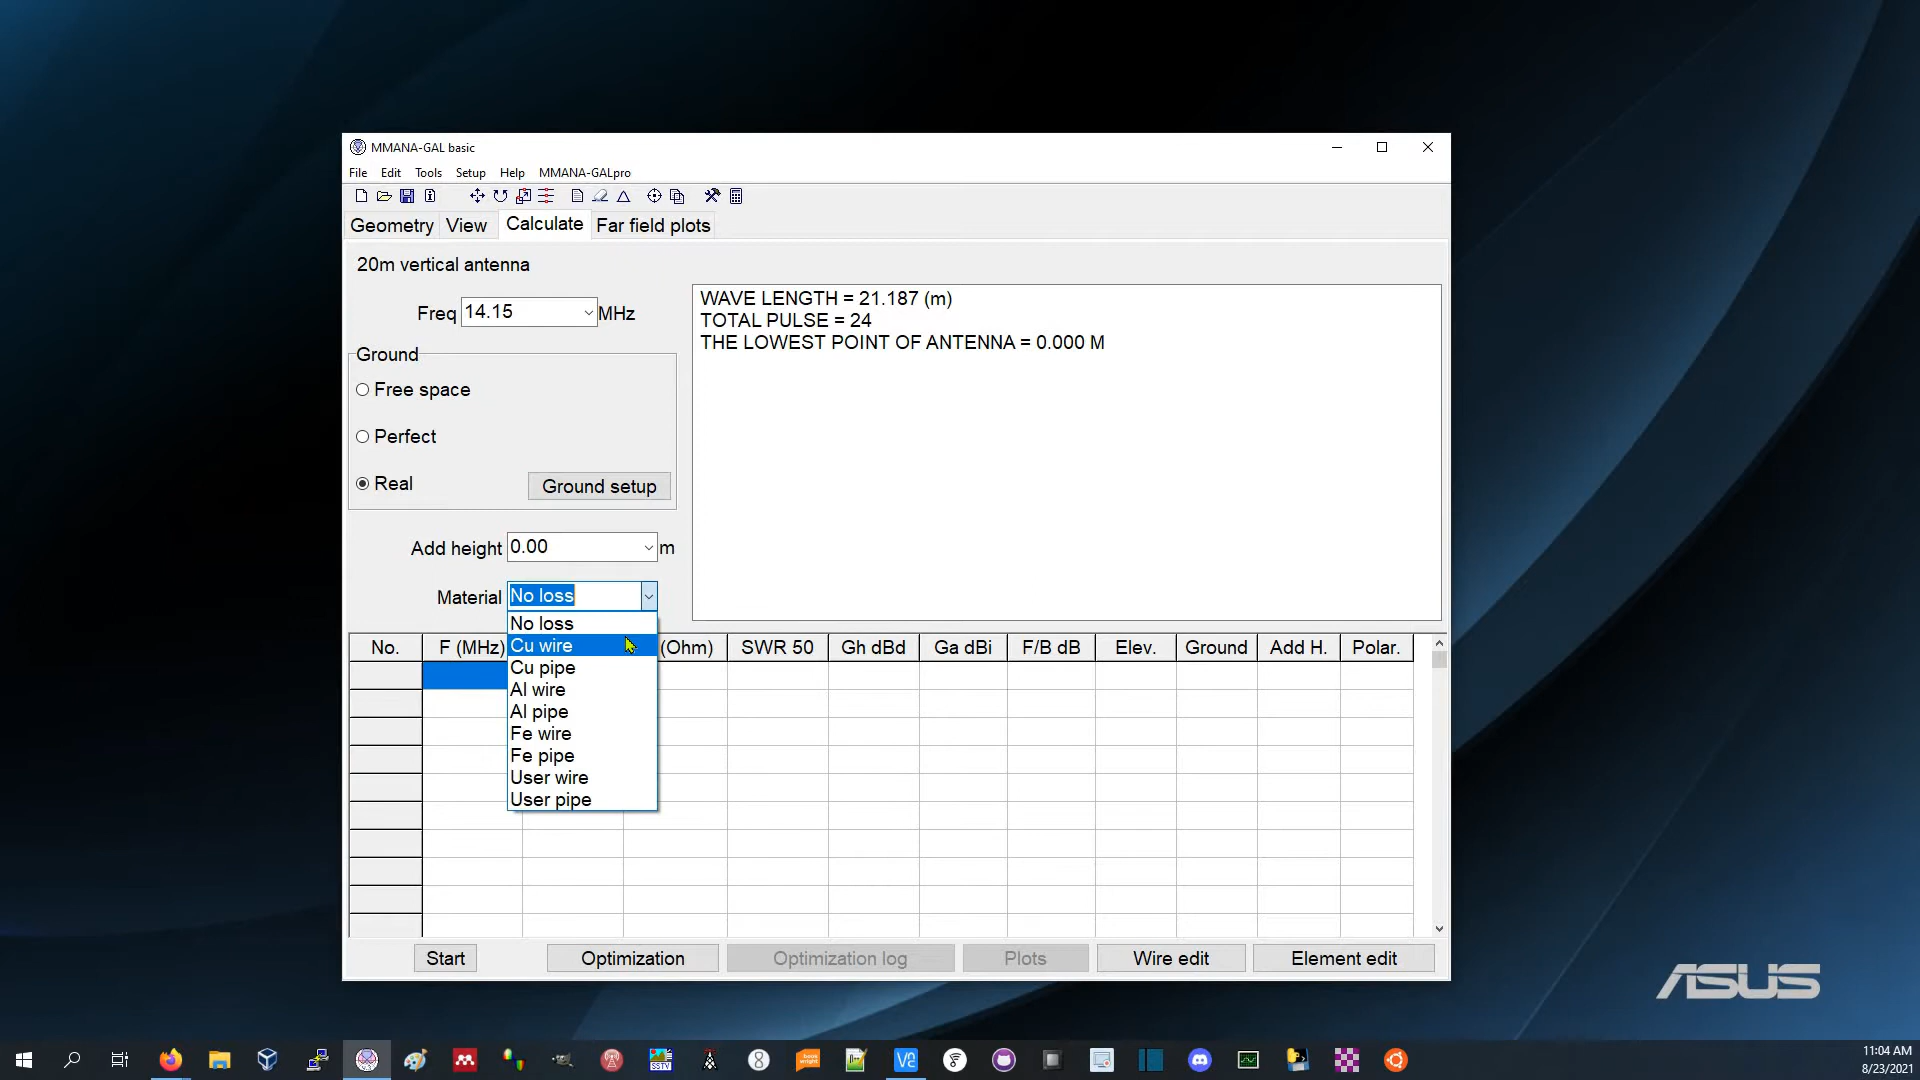 MMANA-GAL basic
File Edit Tools Setup Help MMANA-GALpro
Geometry View Calculate Far field plots
20m vertical antenna
Freq 14.15 MHz
Ground
Free space
Perfect
Real
Ground setup
Add height 0.00 m
Material No loss
No loss
Cu wire
Cu pipe
Al wire
Al pipe
Fe wire
Fe pipe
User wire
User pipe
WAVE LENGTH = 21.187 (m)
TOTAL PULSE = 24
THE LOWEST POINT OF ANTENNA = 0.000 M
No. F (MHz) (Ohm) SWR 50 Gh dBd Ga dBi F/B dB Elev. Ground Add H. Polar.
Start Optimization Optimization log Plots Wire edit Element edit
ASUS
SSTV
11:04 AM
8/23/2021